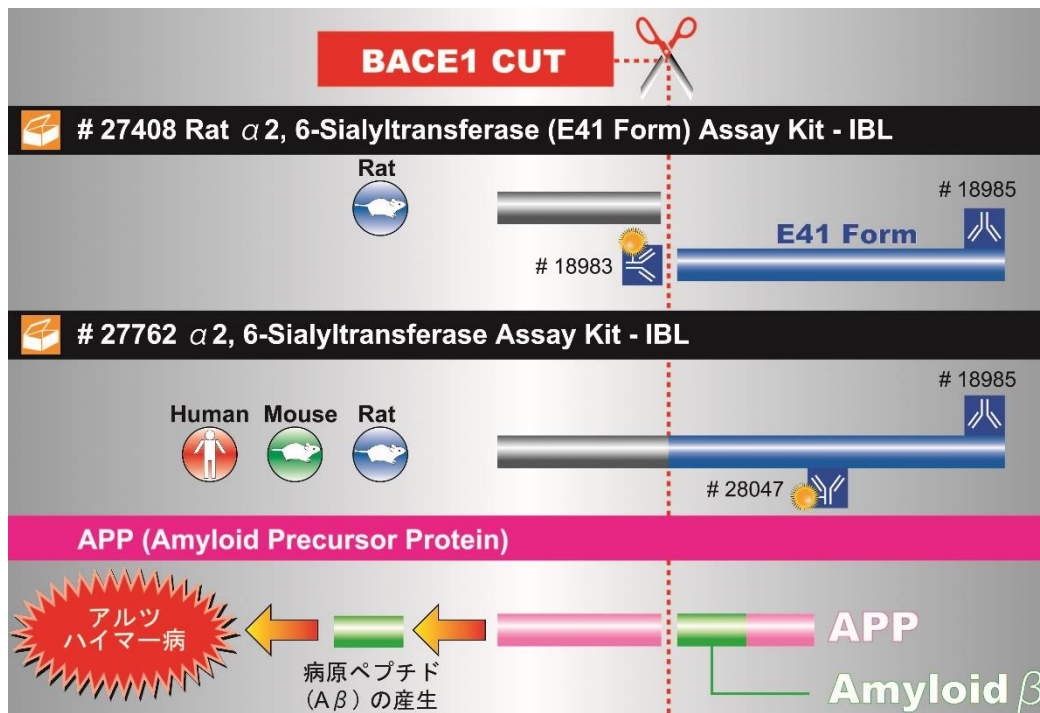 BACE1 CUT
# 27408 Rat α2, 6-Sialyltransferase (E41 Form) Assay Kit - IBL
Rat
# 18985
E41 Form
# 18983
# 27762 α2, 6-Sialyltransferase Assay Kit - IBL
# 18985
Human Mouse Rat
# 28047
APP (Amyloid Precursor Protein)
アルツ
ハイマー病
APP
病原ペプチド
(Aβ) の産生
Amyloid β